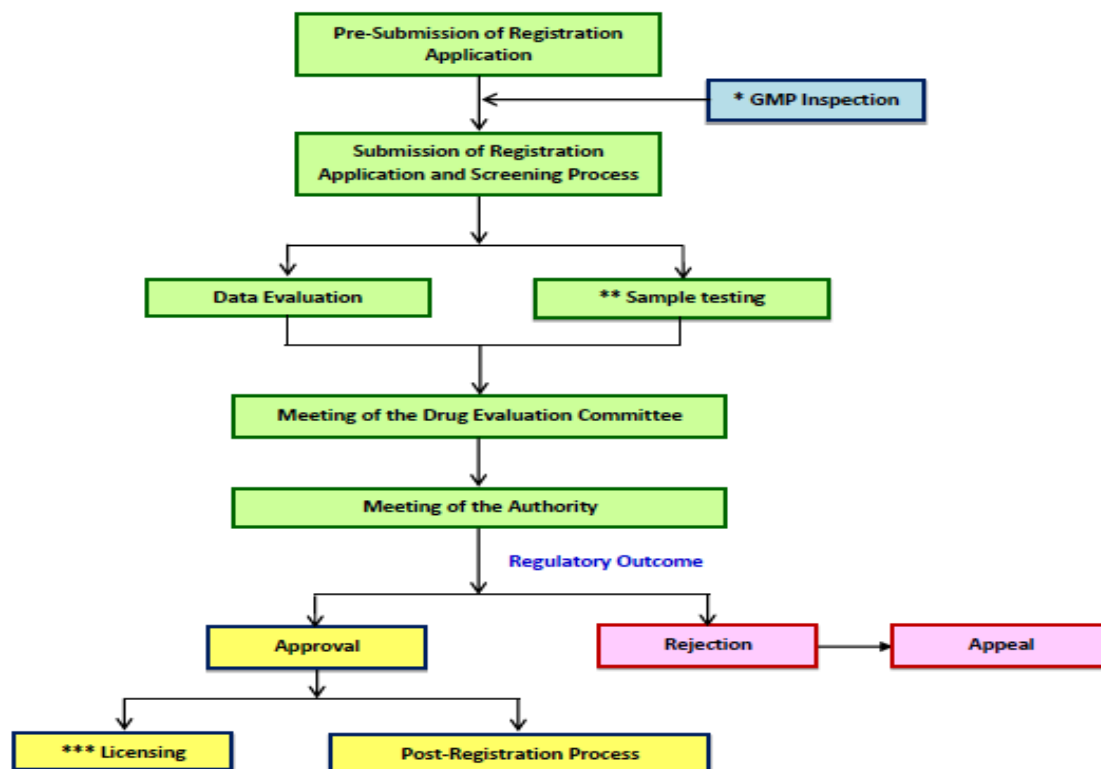 Pre-Submission of Registration
Application
* GMP Inspection
Submission of Registration
Application and Screening Process
Data Evaluation
** Sample testing
Meeting of the Drug Evaluation Committee
Meeting of the Authority
Regulatory Outcome
Approval
Rejection
Appeal
*** Licensing
Post-Registration Process